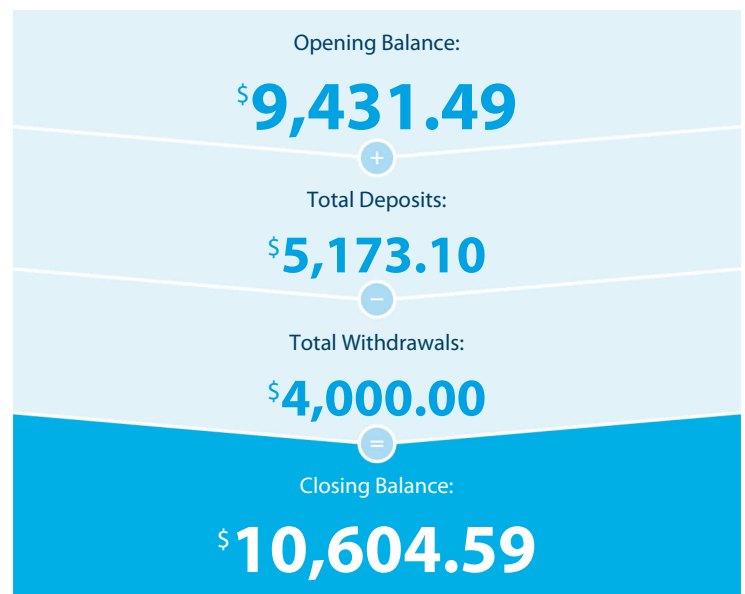 Opening Balance:
$9,431.49
+
Total Deposits:
$5,173.10
−
Total Withdrawals:
$4,000.00
=
Closing Balance:
$10,604.59